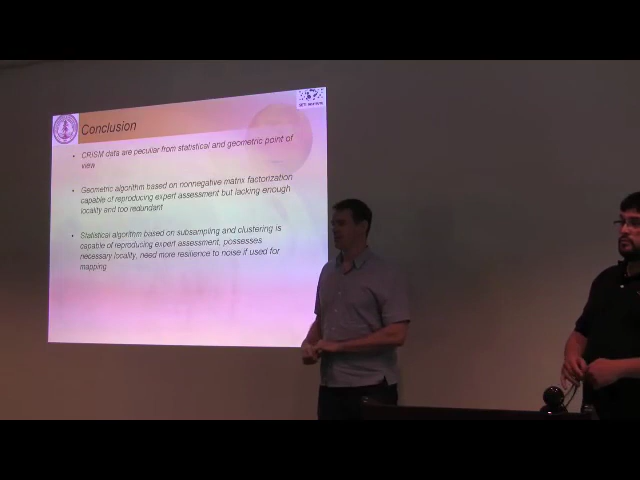 SETI INSTITUTE
Conclusion
• CRISM data are peculiar from statistical and geometric point of
view
• Geometric algorithm based on nonnegative matrix factorization
capable of reproducing expert assessment but lacking enough
locality and too redundant
• Statistical algorithm based on subsampling and clustering is
capable of reproducing expert assessment, possesses
necessary locality, need more resilience to noise if used for
mapping